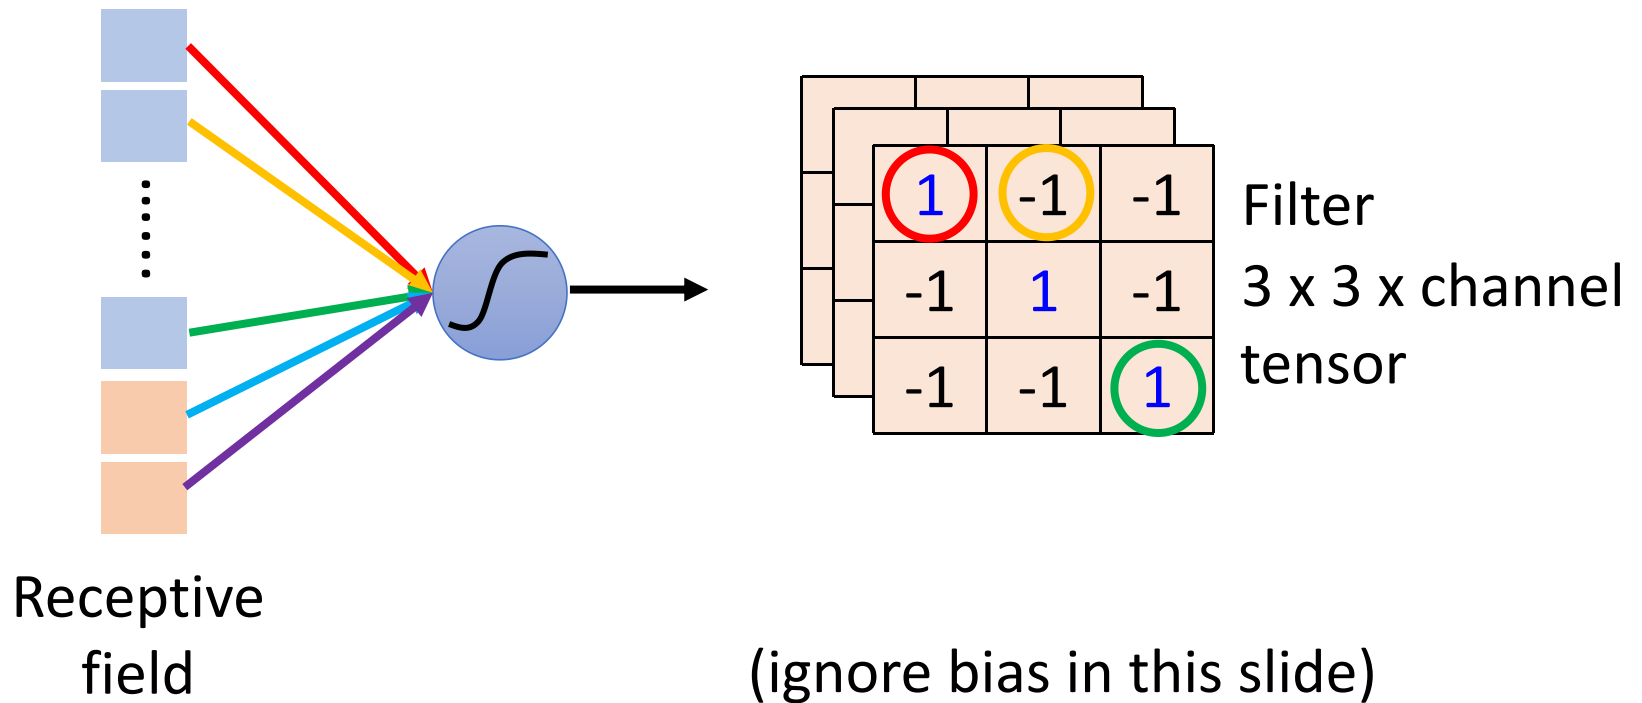 1 -1 -1
-1 1 -1
-1 -1 1
Filter
3 x 3 x channel
tensor
Receptive
field
(ignore bias in this slide)